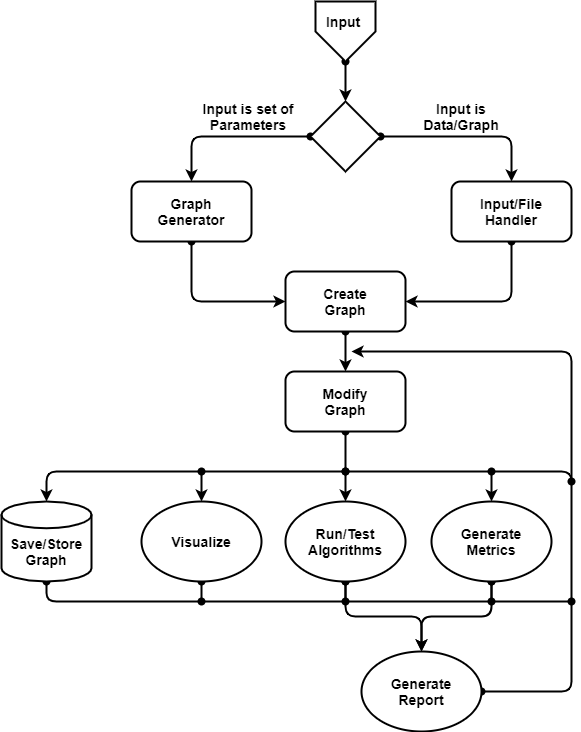 Input
Input is set of
Parameters
Input is
Data/Graph
Graph
Generator
Input/File
Handler
Create
Graph
Modify
Graph
Save/Store
Graph
Visualize
Run/Test
Algorithms
Generate
Metrics
Generate
Report